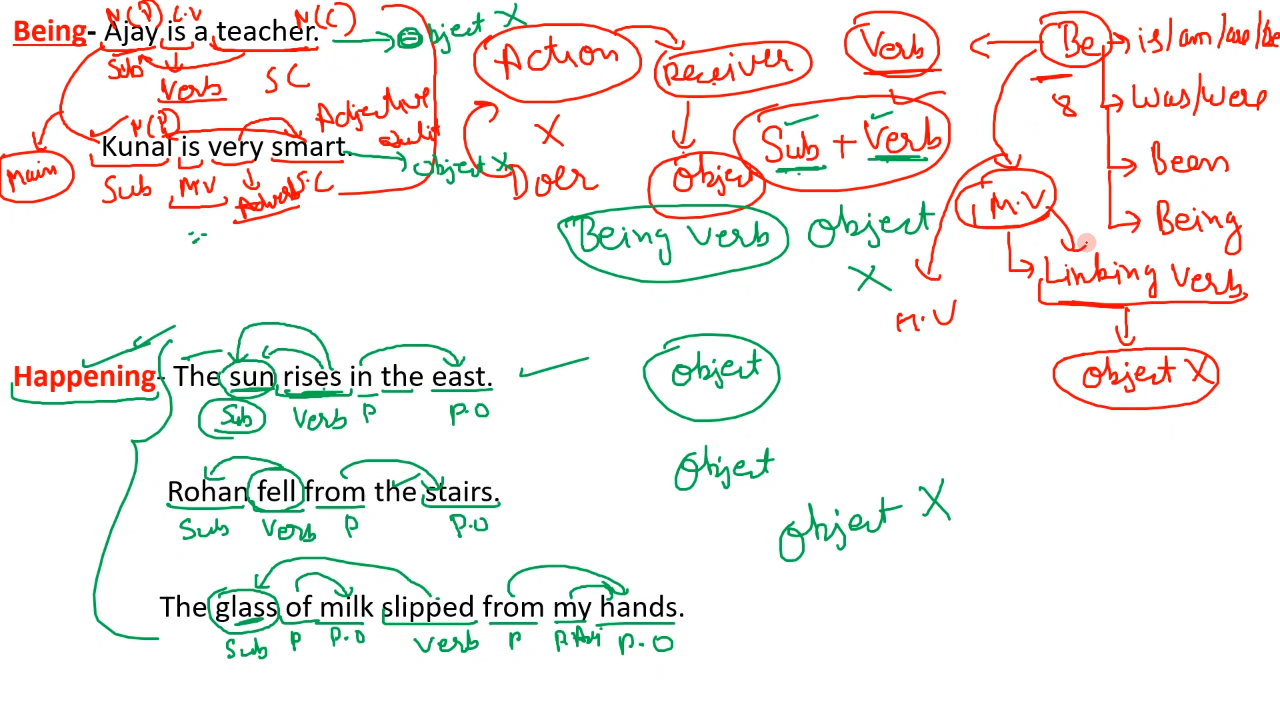 N(P) L.V N(C)
Being- Ajay is a teacher. Object X
Sub Verb S C
Action Receiver Verb Be is/am/are/be
N(P) Adjective
Kunal is very smart Object X
Main Sub M.V Adverb S.C
X Doer Object Sub + Verb 8 was/were
Been
Being
M.V
Being Verb Object X
Linking Verb
M.V
Object X
Happening- The sun rises in the east. Object
Sub Verb P P.O
Object
Rohan fell from the stairs. Object X
Sub Verb P P.O
The glass of milk slipped from my hands.
Sub P P.O Verb P P.Adj P.O